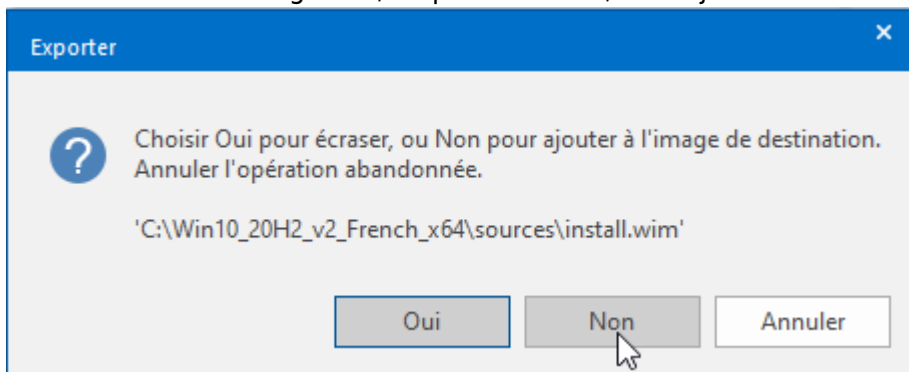 Exporter
Choisir Oui pour écraser, ou Non pour ajouter à l'image de destination.
Annuler l'opération abandonnée.
'C:\Win10_20H2_v2_French_x64\sources\install.wim'
Oui Non Annuler